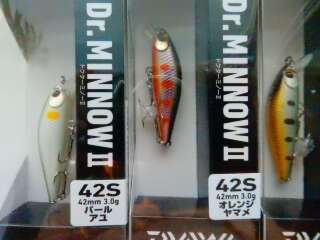 Dr. MINNOW II
ドクターミノーⅡ
42S
42mm 3.0g
パール
アユ
Dr. MINNOW II
ドクターミノーⅡ
42S
42mm 3.0g
オレンジ
ヤマメ